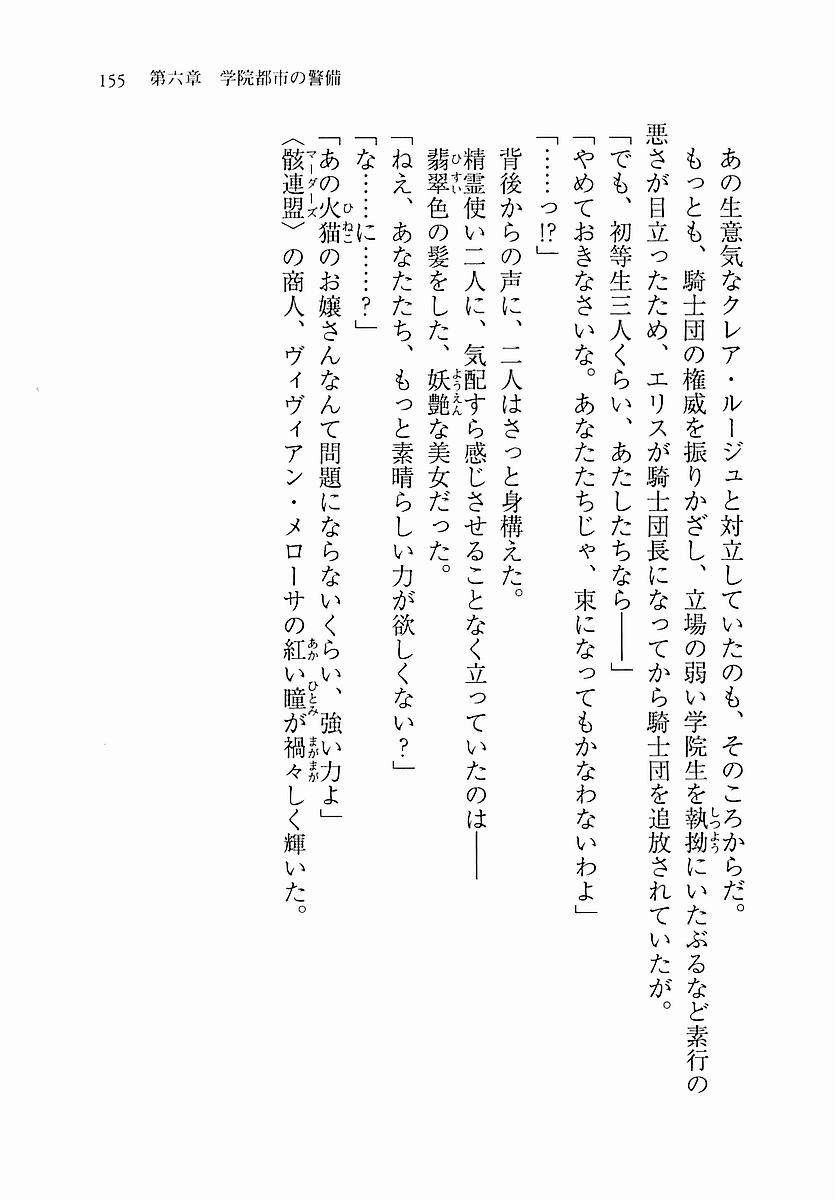 155 第六章 学院都市の警備
あの生意気なクレア・ルージュと対立していたのも、そのころからだ。
もっとも、騎士団の権威を振りかざし、立場の弱い学院生を執拗にいたぶるなど素行の
悪さが目立ったため、エリスが騎士団長になってから騎士団を追放されていたが。
「でも、初等生三人くらい、あたしたちなら――」
「やめておきなさいな。あなたたちじゃ、束になってもかなわないわよ」
「……っ!?」
背後からの声に、二人はさっと身構えた。
精霊使い二人に、気配すら感じさせることなく立っていたのは――
翡翠色の髪をした、妖艶な美女だった。
「ねえ、あなたたち、もっと素晴らしい力が欲しくない？」
「な……に……？」
「あの火猫のお嬢さんなんて問題にならないくらい、強い力よ」
〈骸連盟〉の商人、ヴィヴィアン・メローサの紅い瞳が禍々しく輝いた。